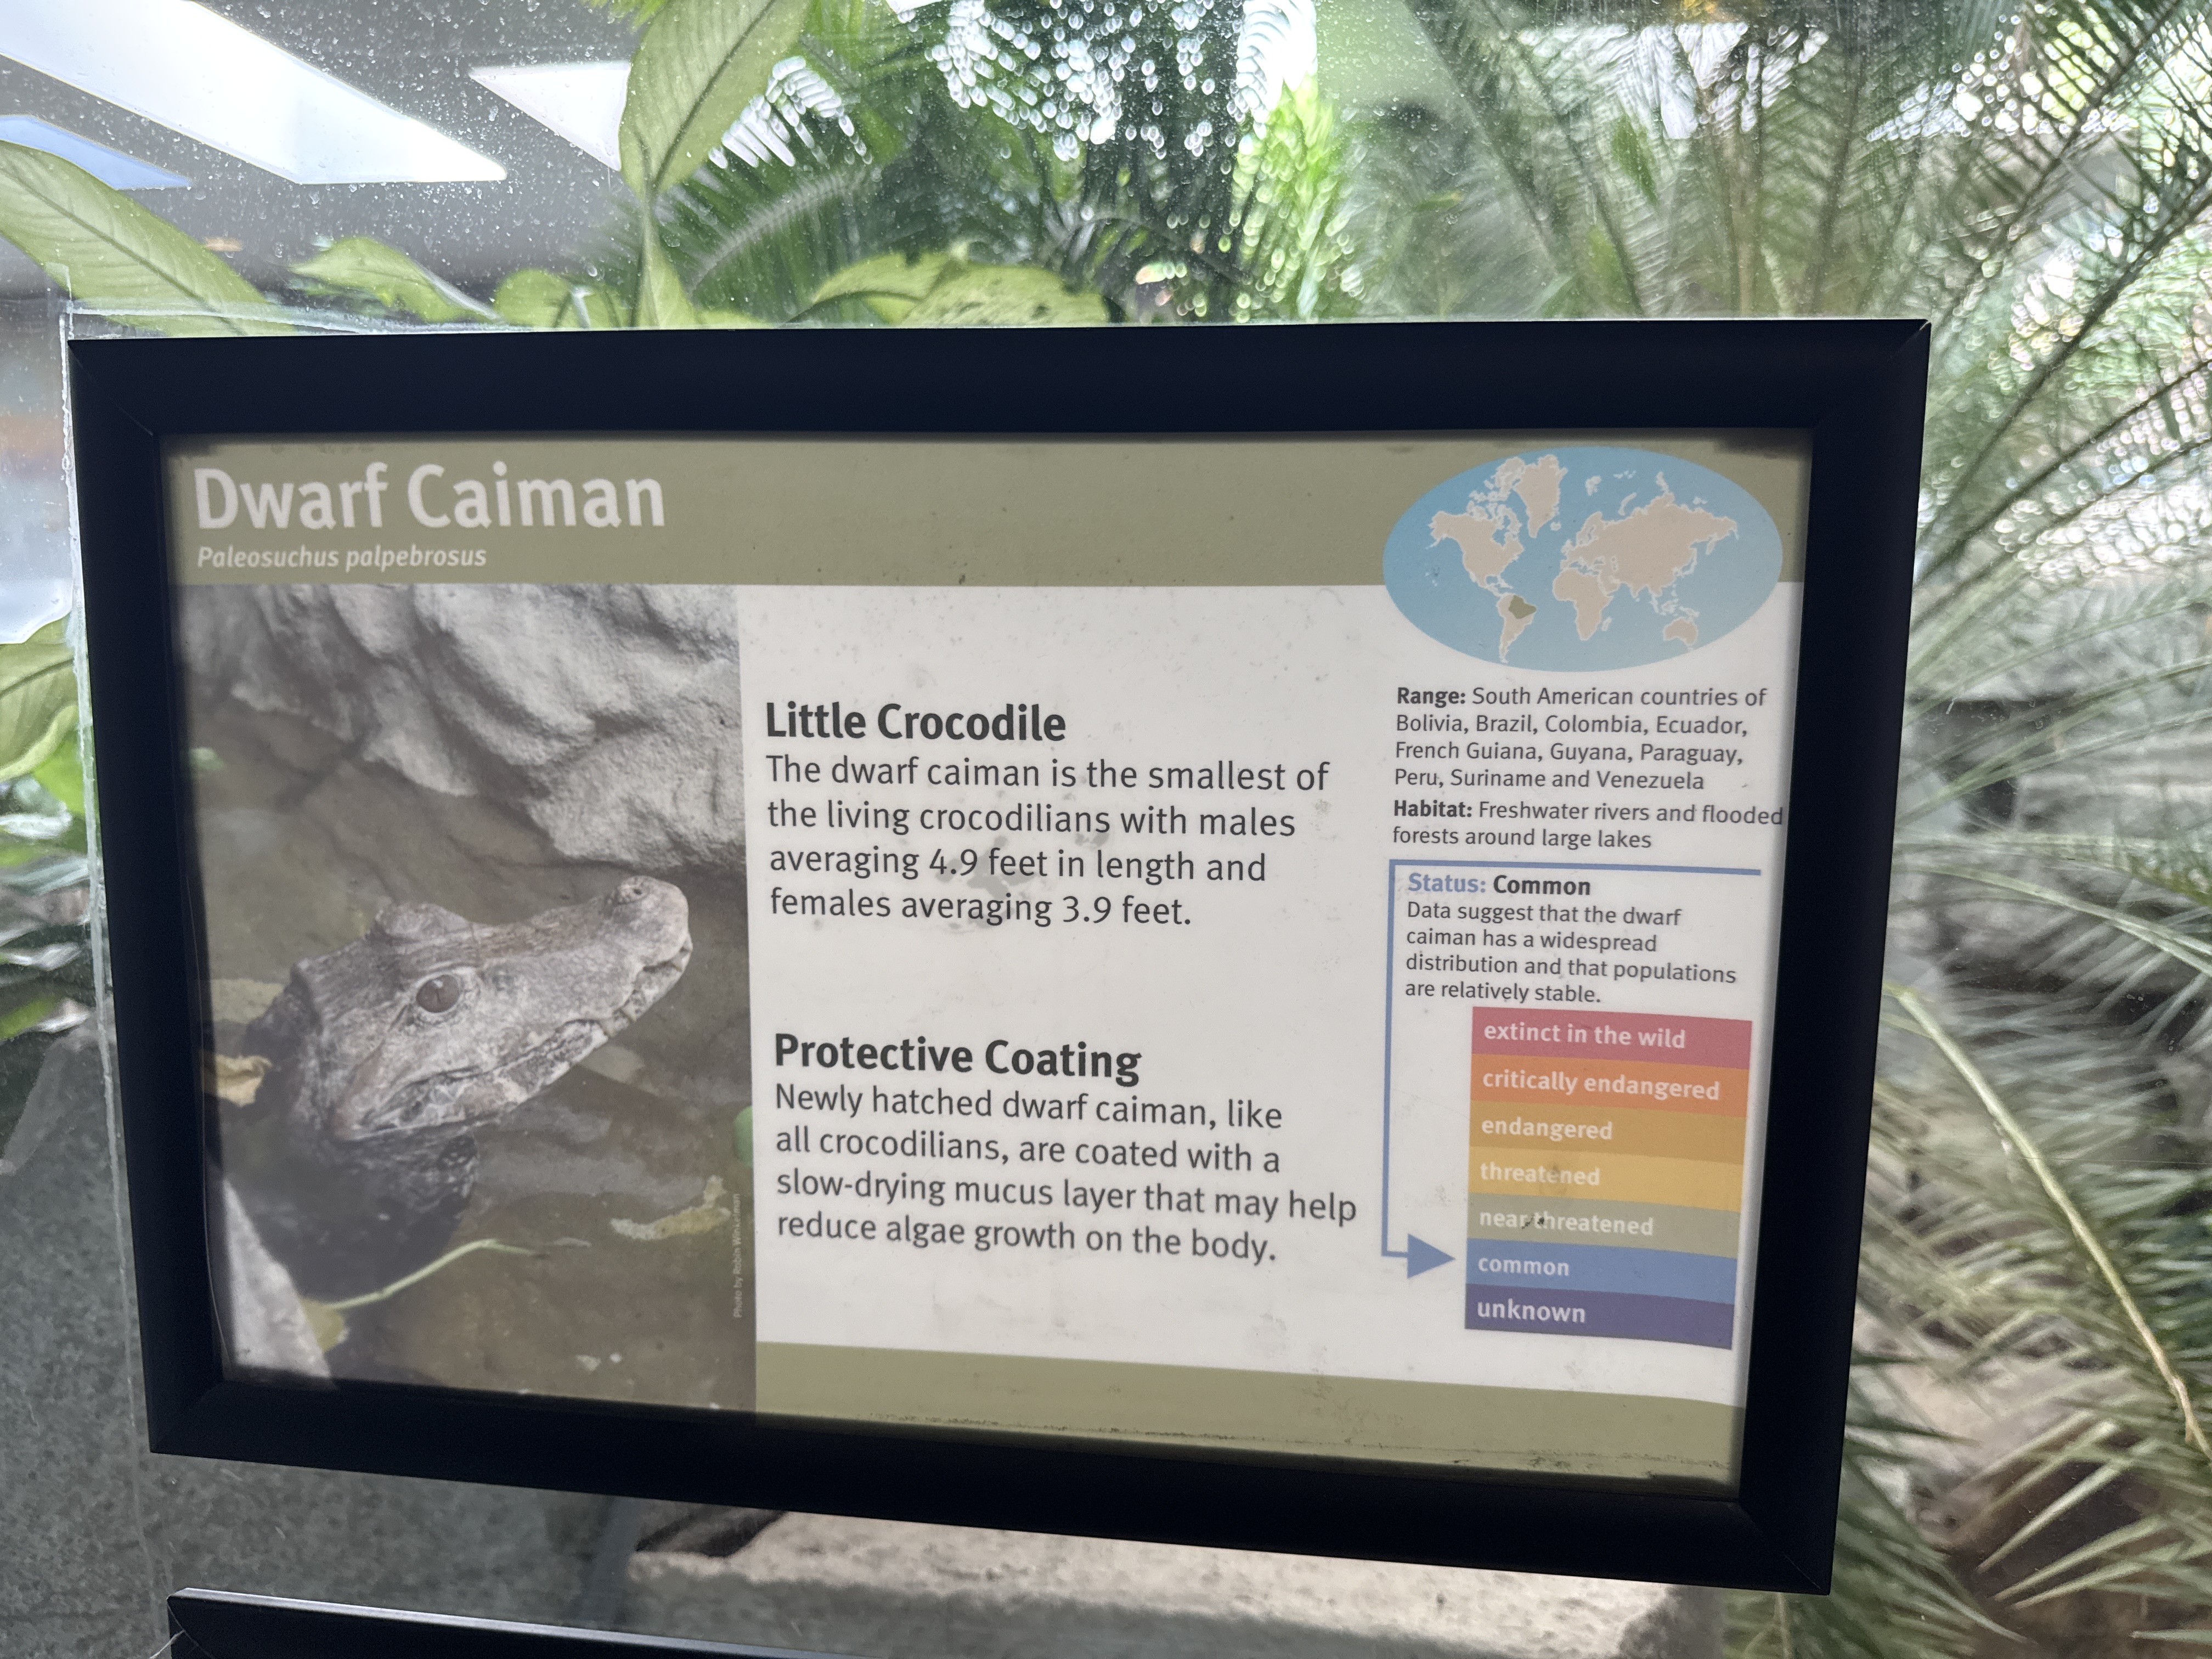 Dwarf Caiman
Paleosuchus palpebrosus
Little Crocodile
The dwarf caiman is the smallest of
the living crocodilians with males
averaging 4.9 feet in length and
females averaging 3.9 feet.
Protective Coating
Newly hatched dwarf caiman, like
all crocodilians, are coated with a
slow-drying mucus layer that may help
reduce algae growth on the body.
Photo by Robin Winkelman
Range: South American countries of
Bolivia, Brazil, Colombia, Ecuador,
French Guiana, Guyana, Paraguay,
Peru, Suriname and Venezuela
Habitat: Freshwater rivers and flooded
forests around large lakes
Status: Common
Data suggest that the dwarf
caiman has a widespread
distribution and that populations
are relatively stable.
extinct in the wild
critically endangered
endangered
threatened
near threatened
common
unknown